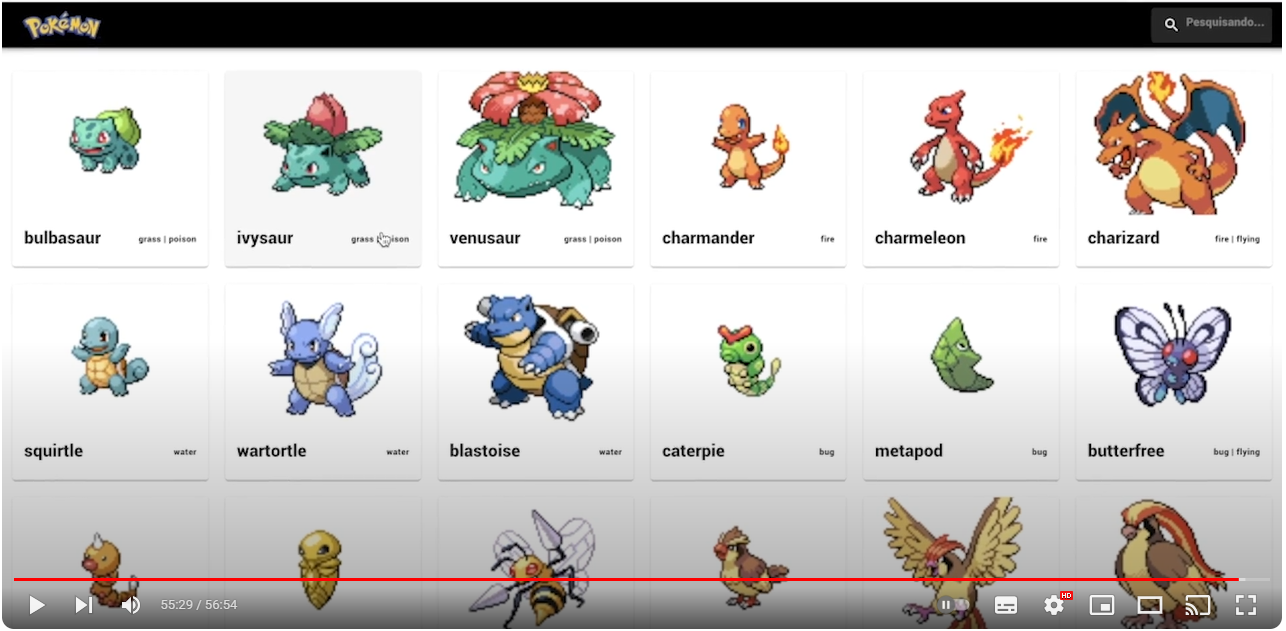 POKéMON
Pesquisando...
bulbasaur grass | poison
ivysaur grass | poison
venusaur grass | poison
charmander fire
charmeleon fire
charizard fire | flying
squirtle water
wartortle water
blastoise water
caterpie bug
metapod bug
butterfree bug | flying
55:29 / 56:54
HD